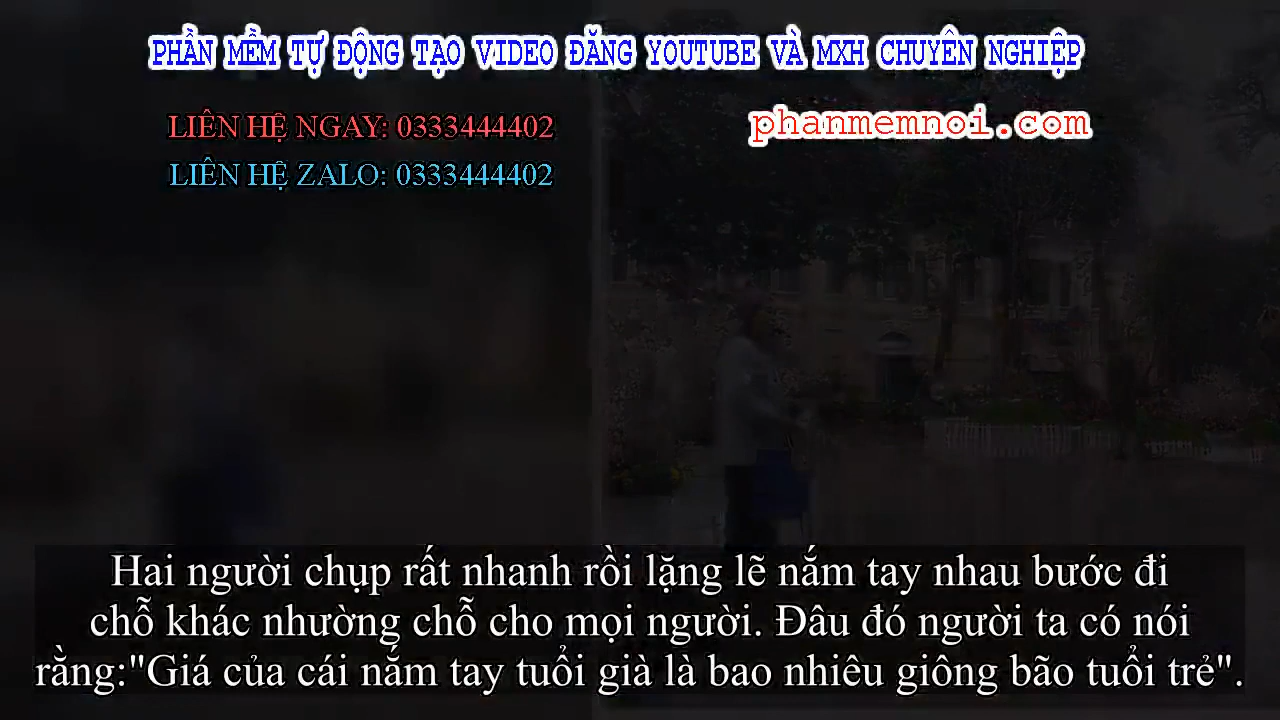 PHẦN MỀM TỰ ĐỘNG TẠO VIDEO ĐĂNG YOUTUBE VÀ MXH CHUYÊN NGHIỆP
LIÊN HỆ NGAY: 0333444402
phanmemnoi.com
LIÊN HỆ ZALO: 0333444402
Hai người chụp rất nhanh rồi lặng lẽ nắm tay nhau bước đi
chỗ khác nhường chỗ cho mọi người. Đâu đó người ta có nói
rằng:"Giá của cái nắm tay tuổi già là bao nhiêu giông bão tuổi trẻ".